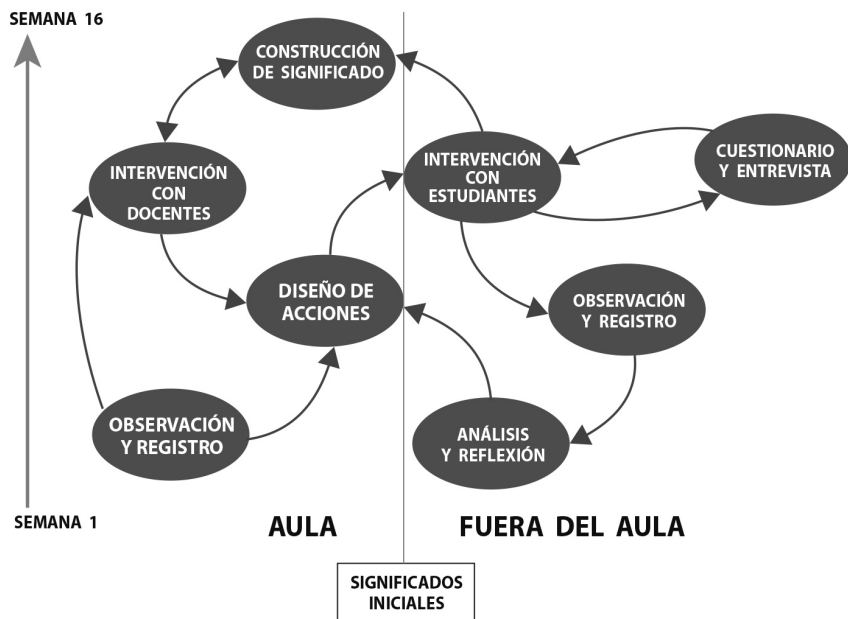 SEMANA 16
CONSTRUCCIÓN
DE SIGNIFICADO
INTERVENCIÓN
CON
DOCENTES
INTERVENCIÓN
CON
ESTUDIANTES
CUESTIONARIO
Y ENTREVISTA
DISEÑO DE
ACCIONES
OBSERVACIÓN
Y REGISTRO
OBSERVACIÓN
Y REGISTRO
ANÁLISIS
Y REFLEXIÓN
SEMANA 1
AULA
FUERA DEL AULA
SIGNIFICADOS
INICIALES